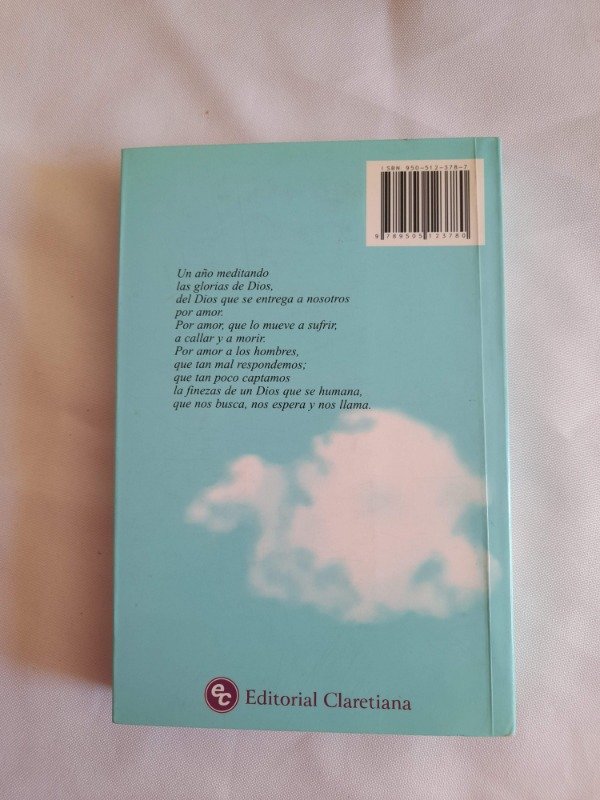 ISBN 950-512-378-7
9 789505 123780
Un año meditando
las glorias de Dios,
del Dios que se entrega a nosotros
por amor.
Por amor, que lo mueve a sufrir,
a callar y a morir.
Por amor a los hombres,
que tan mal respondemos;
que tan poco captamos
la finezas de un Dios que se humana,
que nos busca, nos espera y nos llama.
ec Editorial Claretiana